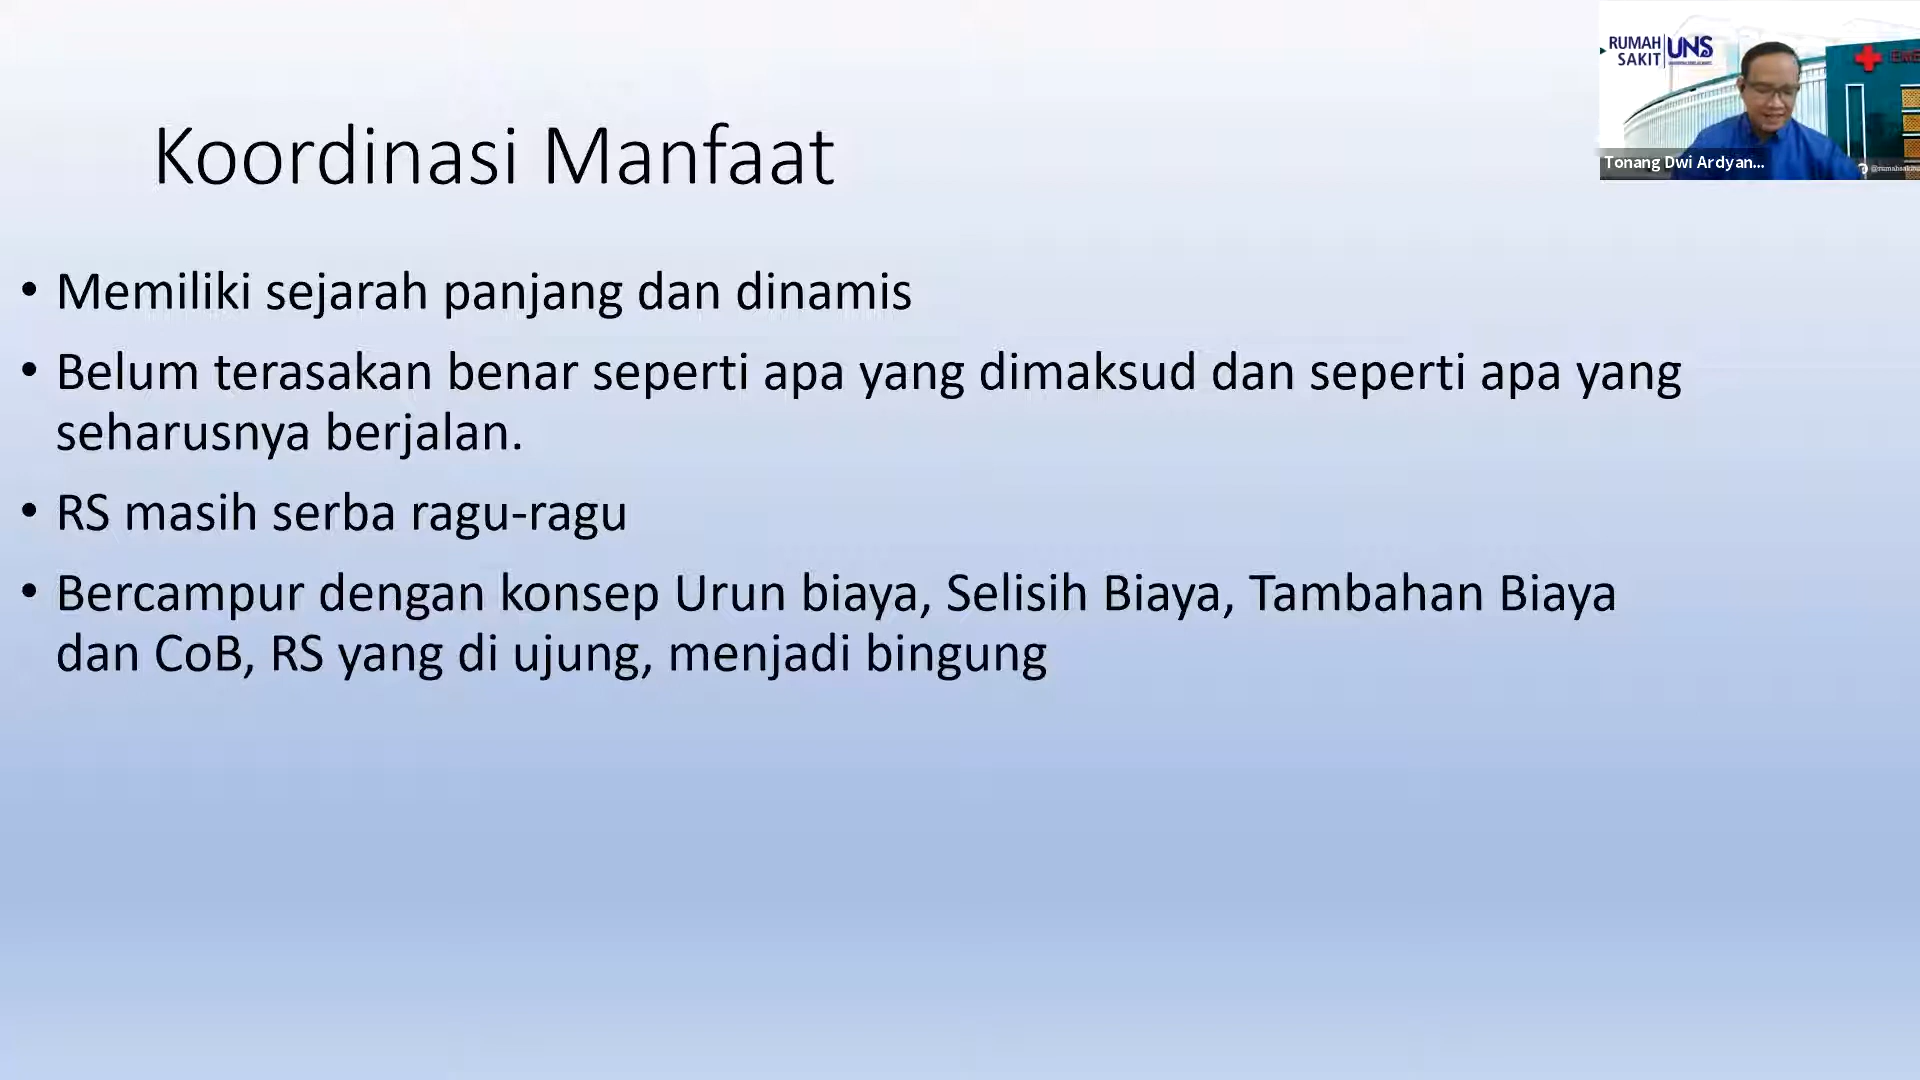 Koordinasi Manfaat
• Memiliki sejarah panjang dan dinamis
• Belum terasakan benar seperti apa yang dimaksud dan seperti apa yang
seharusnya berjalan.
• RS masih serba ragu-ragu
• Bercampur dengan konsep Urun biaya, Selisih Biaya, Tambahan Biaya
dan CoB, RS yang di ujung, menjadi bingung
RUMAH
SAKIT
UNS
Tonang Dwi Ardyan...